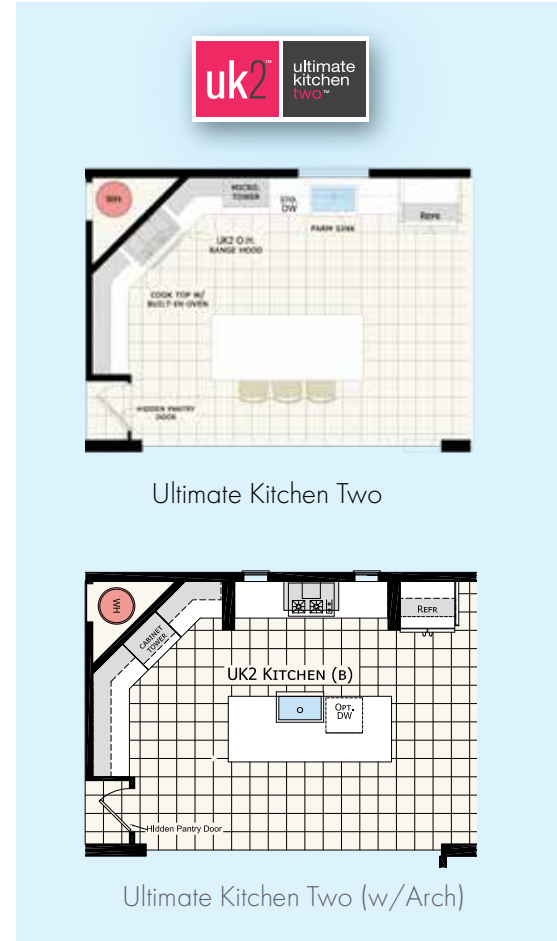 uk2™
ultimate
kitchen
two™
WH
MICRO.
TOWER
STD.
DW
FARM SINK
REFR
UK2 O.H.
RANGE HOOD
COOK TOP W/
BUILT-IN OVEN
HIDDEN PANTRY
DOOR
Ultimate Kitchen Two
WH
CABINET
TOWER
REFR
UK2 KITCHEN (B)
OPT.
DW
Hidden Pantry Door
Ultimate Kitchen Two (w/Arch)